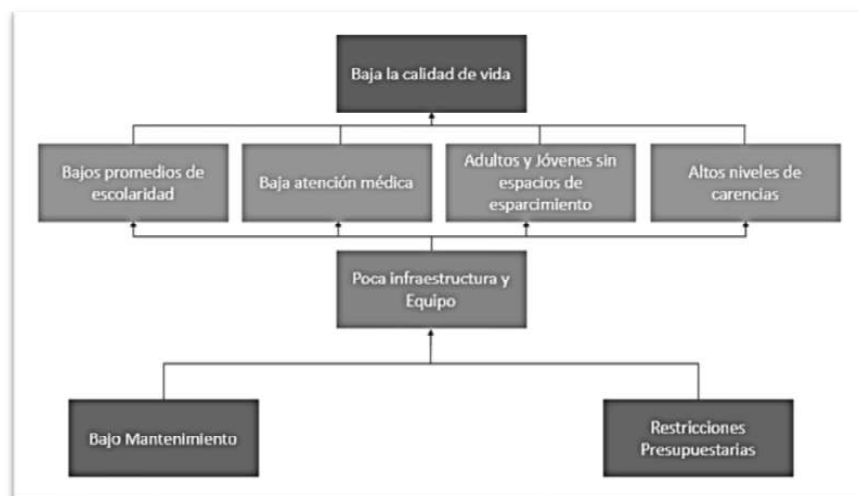 Baja la calidad de vida
Bajos promedios de
escolaridad
Baja atención médica
Adultos y Jóvenes sin
espacios de
esparcimiento
Altos niveles de
carencias
Poca infraestructura y
Equipo
Bajo Mantenimiento
Restricciones
Presupuestarias